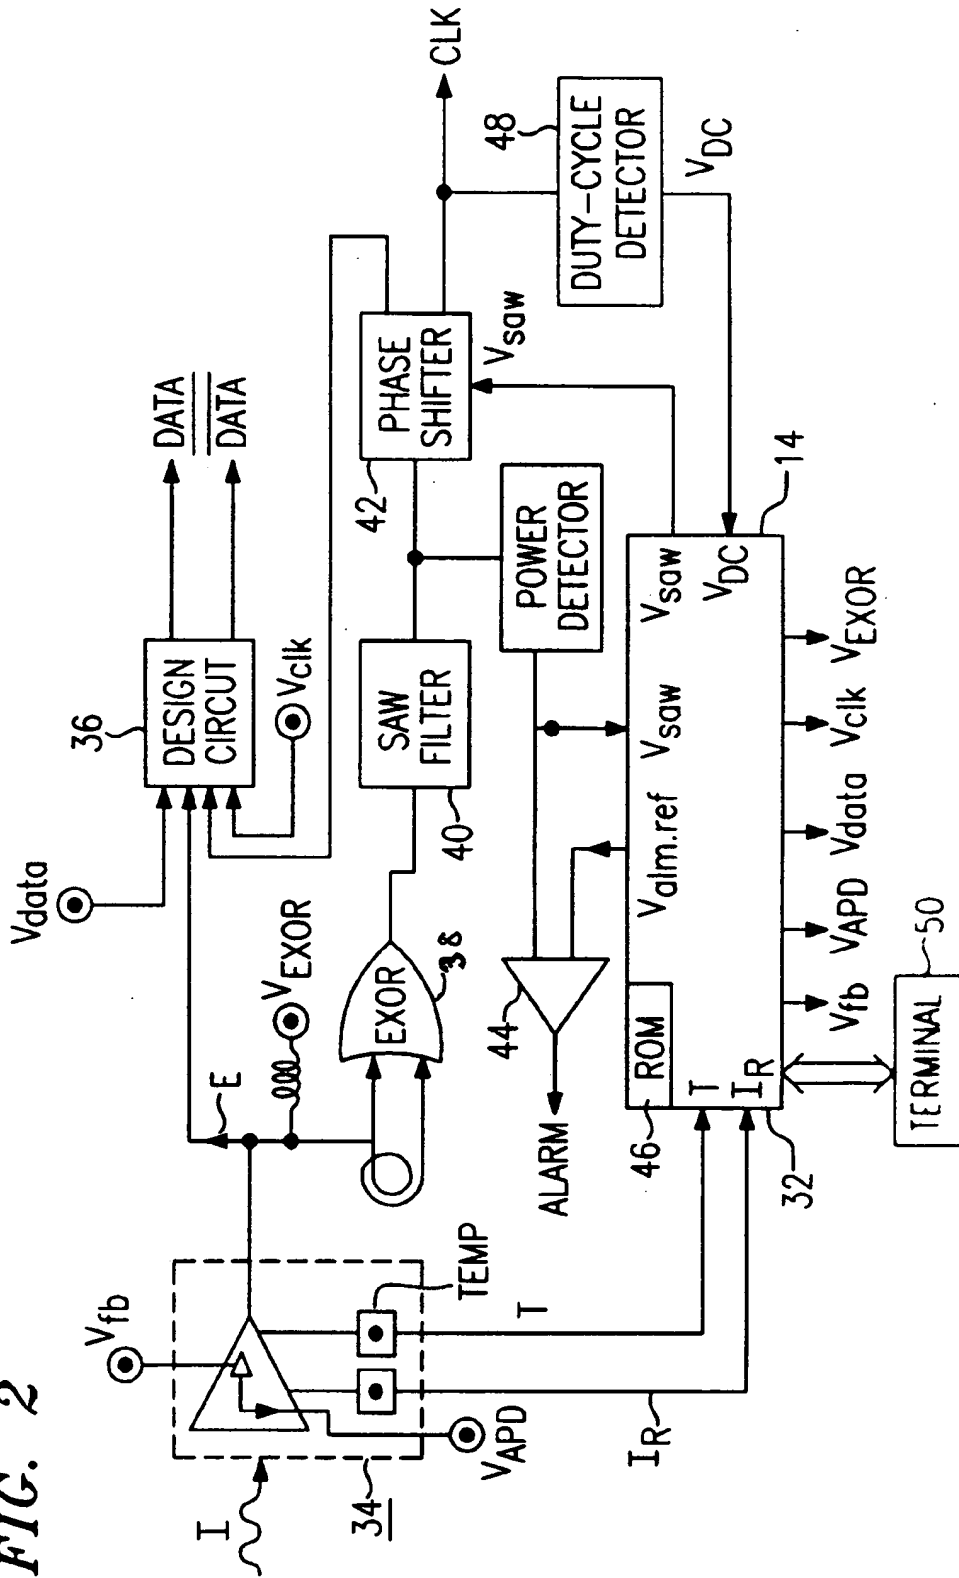 FIG. 2
I
34
Vfb
VAPD
TEMP
T
IR
E
VEXOR
Vdata
36
DESIGN
CIRCUT
DATA
DATA
Vclk
EXOR
38
SAW
FILTER
40
42
PHASE
SHIFTER
Vsaw
CLK
48
DUTY-CYCLE
DETECTOR
VDC
POWER
DETECTOR
44
ALARM
46
ROM
T
IR
Valm.ref
Vsaw
Vsaw
VDC
14
32
Vfb
VAPD
Vdata
Vclk
VEXOR
TERMINAL
50